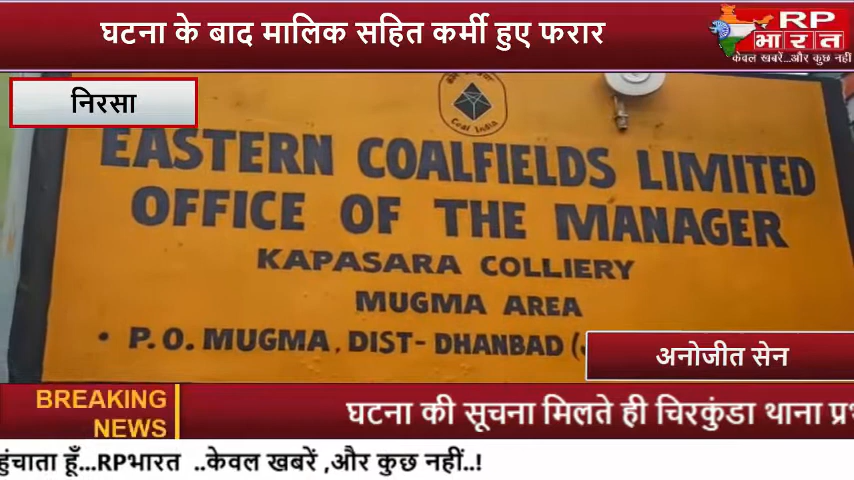 घटना के बाद मालिक सहित कर्मी हुए फरार
RP
भारत
केवल खबरें...और कुछ नहीं
निरसा
Coal India
EASTERN COALFIELDS LIMITED
OFFICE OF THE MANAGER
KAPASARA COLLIERY
MUGMA AREA
• P.O. MUGMA, DIST- DHANBAD (
अनोजीत सेन
BREAKING
NEWS
घटना की सूचना मिलते ही चिरकुंडा थाना
हूँ...RPभारत ..केवल खबरें ,और कुछ नहीं..!